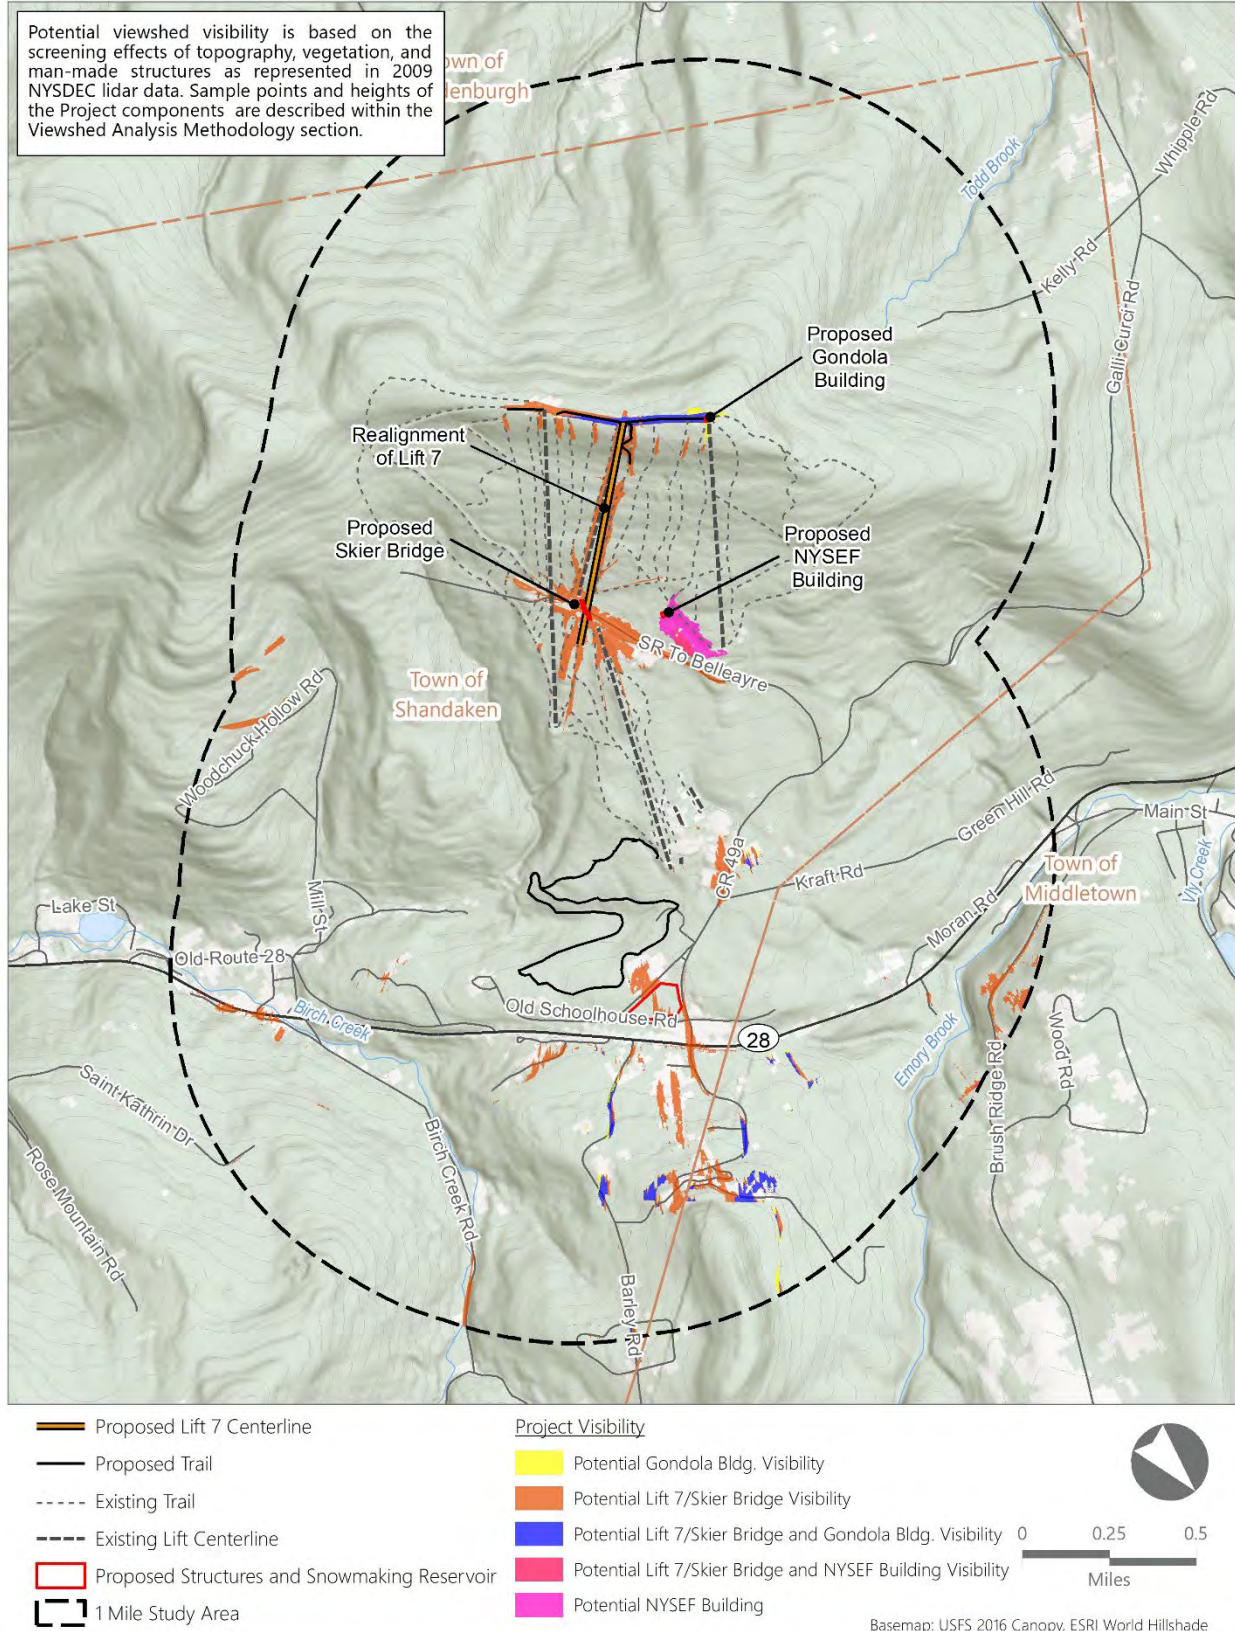 Potential viewshed visibility is based on the
screening effects of topography, vegetation, and
man-made structures as represented in 2009
NYSDEC lidar data. Sample points and heights of
the Project components are described within the
Viewshed Analysis Methodology section.
own of
denburgh
Whipple Rd
Todd Brook
Kelly Rd
Galli Curci Rd
Proposed
Gondola
Building
Realignment
of Lift 7
Proposed
Skier Bridge
Proposed
NYSEF
Building
SR To Belleayre
Town of
Shandaken
Woodchuck Hollow Rd
Green Hill Rd
Main St
Vly Creek
Town of
Middletown
CR 49a
Kraft Rd
Moran Rd
Lake St
Mill St
Old Route 28
Birch Creek
Old Schoolhouse Rd
28
Emory Brook
Wood Rd
Brush Ridge Rd
Saint Kathrin Dr
Rose Mountain Rd
Birch Creek Rd
Barley Rd
Proposed Lift 7 Centerline
Proposed Trail
Existing Trail
Existing Lift Centerline
Proposed Structures and Snowmaking Reservoir
1 Mile Study Area
Project Visibility
Potential Gondola Bldg. Visibility
Potential Lift 7/Skier Bridge Visibility
Potential Lift 7/Skier Bridge and Gondola Bldg. Visibility
Potential Lift 7/Skier Bridge and NYSEF Building Visibility
Potential NYSEF Building
0 0.25 0.5
Miles
Basemap: USFS 2016 Canopy, ESRI World Hillshade